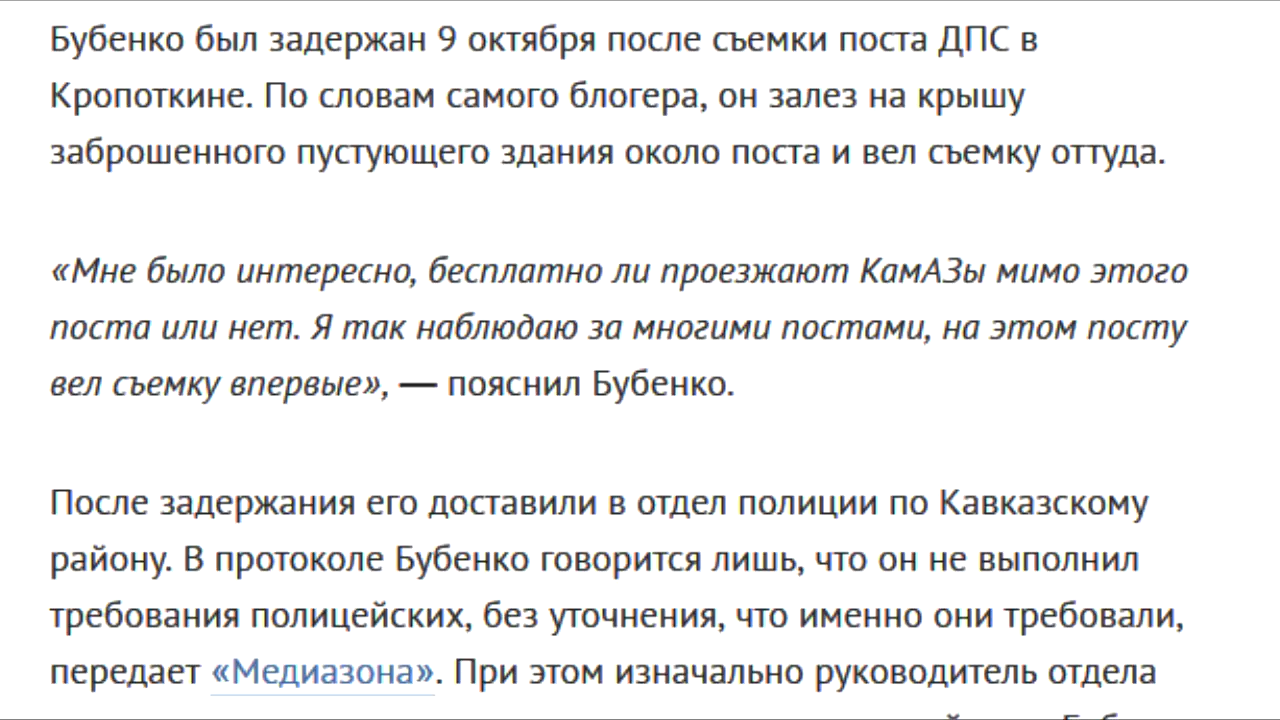 Бубенко был задержан 9 октября после съемки поста ДПС в
Кропоткине. По словам самого блогера, он залез на крышу
заброшенного пустующего здания около поста и вел съемку оттуда.
«Мне было интересно, бесплатно ли проезжают КамАЗы мимо этого
поста или нет. Я так наблюдаю за многими постами, на этом посту
вел съемку впервые», — пояснил Бубенко.
После задержания его доставили в отдел полиции по Кавказскому
району. В протоколе Бубенко говорится лишь, что он не выполнил
требования полицейских, без уточнения, что именно они требовали,
передает «Медиазона». При этом изначально руководитель отдела